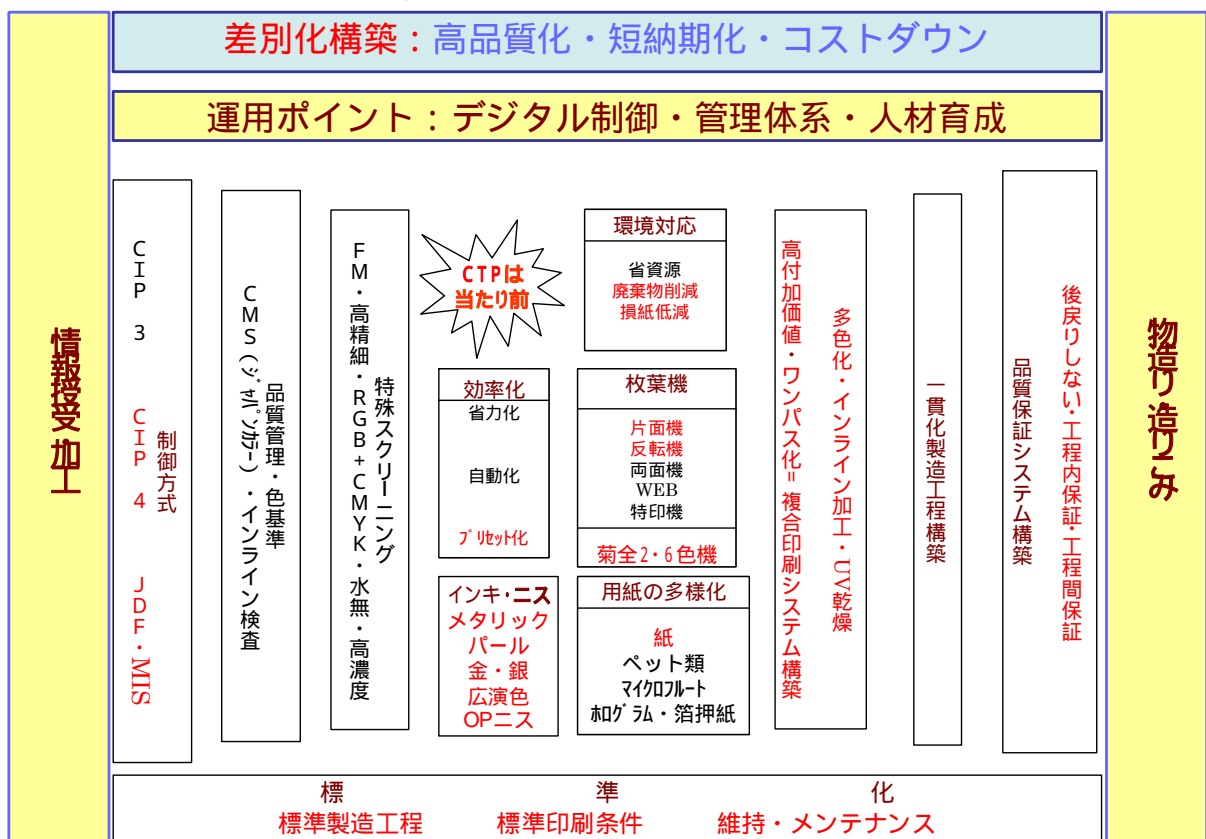 差別化構築：高品質化・短納期化・コストダウン
運用ポイント：デジタル制御・管理体系・人材育成
情報授受・加工
制御方式
CIP 3 CIP 4 JDF・MIS
品質管理・色基準
CMS(ｼﾞｬﾊﾟﾝｶﾗｰ)・インライン検査
特殊スクリーニング
FM・高精細・RGB+CMYK・水無・高濃度
CTPは
当たり前
効率化
省力化
自動化
ﾌﾟﾘｾｯﾄ化
インキ・ニス
メタリック
パール
金・銀
広演色
OPニス
環境対応
省資源
廃棄物削減
損紙低減
枚葉機
片面機
反転機
両面機
WEB
特印機
菊全2・6色機
用紙の多様化
紙
ペット類
ﾏｲｸﾛﾌﾙｰﾄ
ﾎﾛｸﾞﾗﾑ・箔押紙
多色化・インライン加工・UV乾燥
高付加価値・ワンパス化=複合印刷システム構築
一貫化製造工程構築
後戻りしない・工程内保証・工程間保証
品質保証システム構築
物造り・造りこみ
標 準 化
標準製造工程 標準印刷条件 維持・メンテナンス